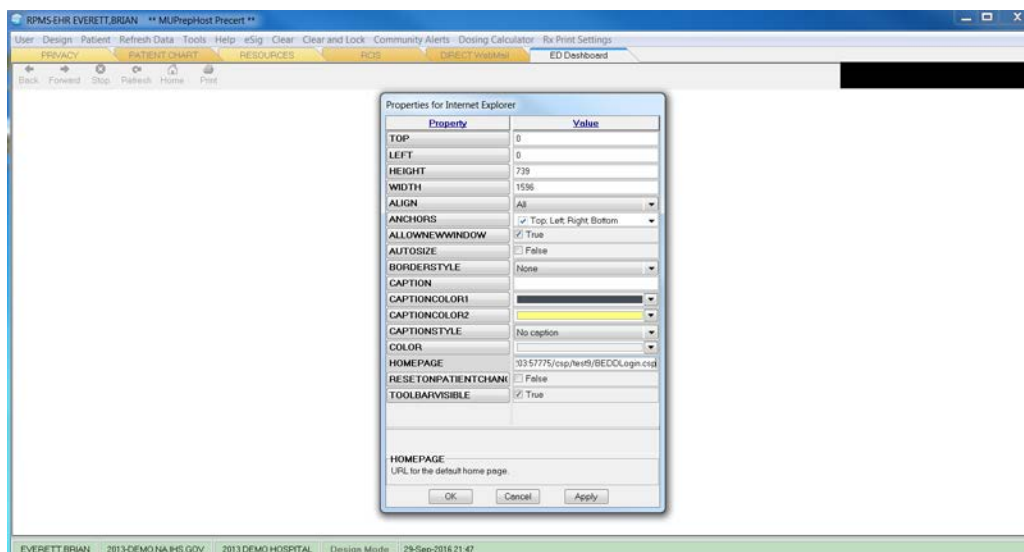 RPMS-EHR EVERETT,BRIAN ** MUPrepHost Precert **
User Design Patient Refresh Data Tools Help eSig Clear Clear and Lock Community Alerts Dosing Calculator Rx Print Settings
PRIVACY PATIENT CHART RESOURCES RCIS DIRECT WebMail ED Dashboard
Back Forward Stop Refresh Home Print
Properties for Internet Explorer
Property Value
TOP 0
LEFT 0
HEIGHT 739
WIDTH 1596
ALIGN All
ANCHORS Top, Left, Right, Bottom
ALLOWNEWWINDOW True
AUTOSIZE False
BORDERSTYLE None
CAPTION
CAPTIONCOLOR1
CAPTIONCOLOR2
CAPTIONSTYLE No caption
COLOR
HOMEPAGE :03:57775/csp/test9/BEDDLogin.csp
RESETONPATIENTCHANG False
TOOLBARVISIBLE True
HOMEPAGE
URL for the default home page.
OK Cancel Apply
EVERETT,BRIAN 2013-DEMO.NA.IHS.GOV 2013 DEMO HOSPITAL Design Mode 29-Sep-2016 21:47